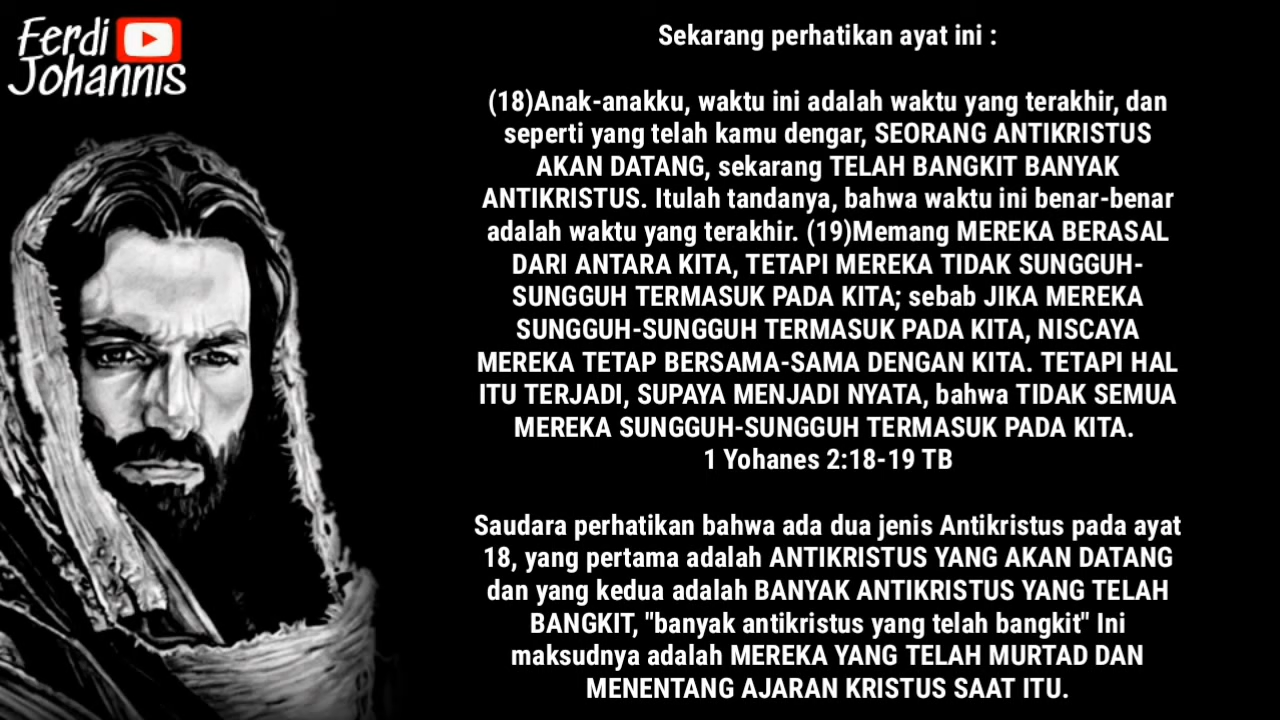 Ferdi
Johannis
Sekarang perhatikan ayat ini :
(18)Anak-anakku, waktu ini adalah waktu yang terakhir, dan
seperti yang telah kamu dengar, SEORANG ANTIKRISTUS
AKAN DATANG, sekarang TELAH BANGKIT BANYAK
ANTIKRISTUS. Itulah tandanya, bahwa waktu ini benar-benar
adalah waktu yang terakhir. (19)Memang MEREKA BERASAL
DARI ANTARA KITA, TETAPI MEREKA TIDAK SUNGGUH-
SUNGGUH TERMASUK PADA KITA; sebab JIKA MEREKA
SUNGGUH-SUNGGUH TERMASUK PADA KITA, NISCAYA
MEREKA TETAP BERSAMA-SAMA DENGAN KITA. TETAPI HAL
ITU TERJADI, SUPAYA MENJADI NYATA, bahwa TIDAK SEMUA
MEREKA SUNGGUH-SUNGGUH TERMASUK PADA KITA.
1 Yohanes 2:18-19 TB
Saudara perhatikan bahwa ada dua jenis Antikristus pada ayat
18, yang pertama adalah ANTIKRISTUS YANG AKAN DATANG
dan yang kedua adalah BANYAK ANTIKRISTUS YANG TELAH
BANGKIT, "banyak antikristus yang telah bangkit" Ini
maksudnya adalah MEREKA YANG TELAH MURTAD DAN
MENENTANG AJARAN KRISTUS SAAT ITU.